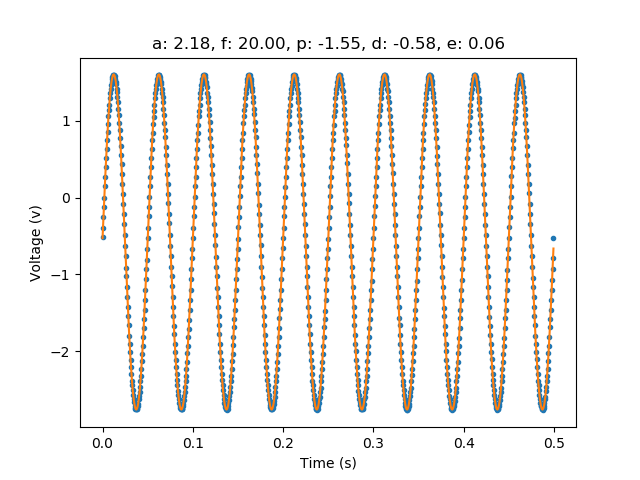 a: 2.18, f: 20.00, p: -1.55, d: -0.58, e: 0.06
1
0
−1
−2
Voltage (v)
0.0 0.1 0.2 0.3 0.4 0.5
Time (s)